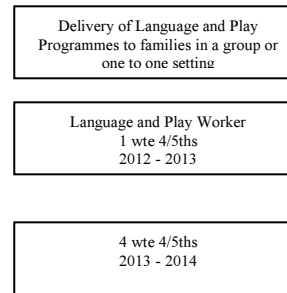 Delivery of Language and Play
Programmes to families in a group or
one to one setting
Language and Play Worker
1 wte 4/5ths
2012 - 2013
4 wte 4/5ths
2013 - 2014